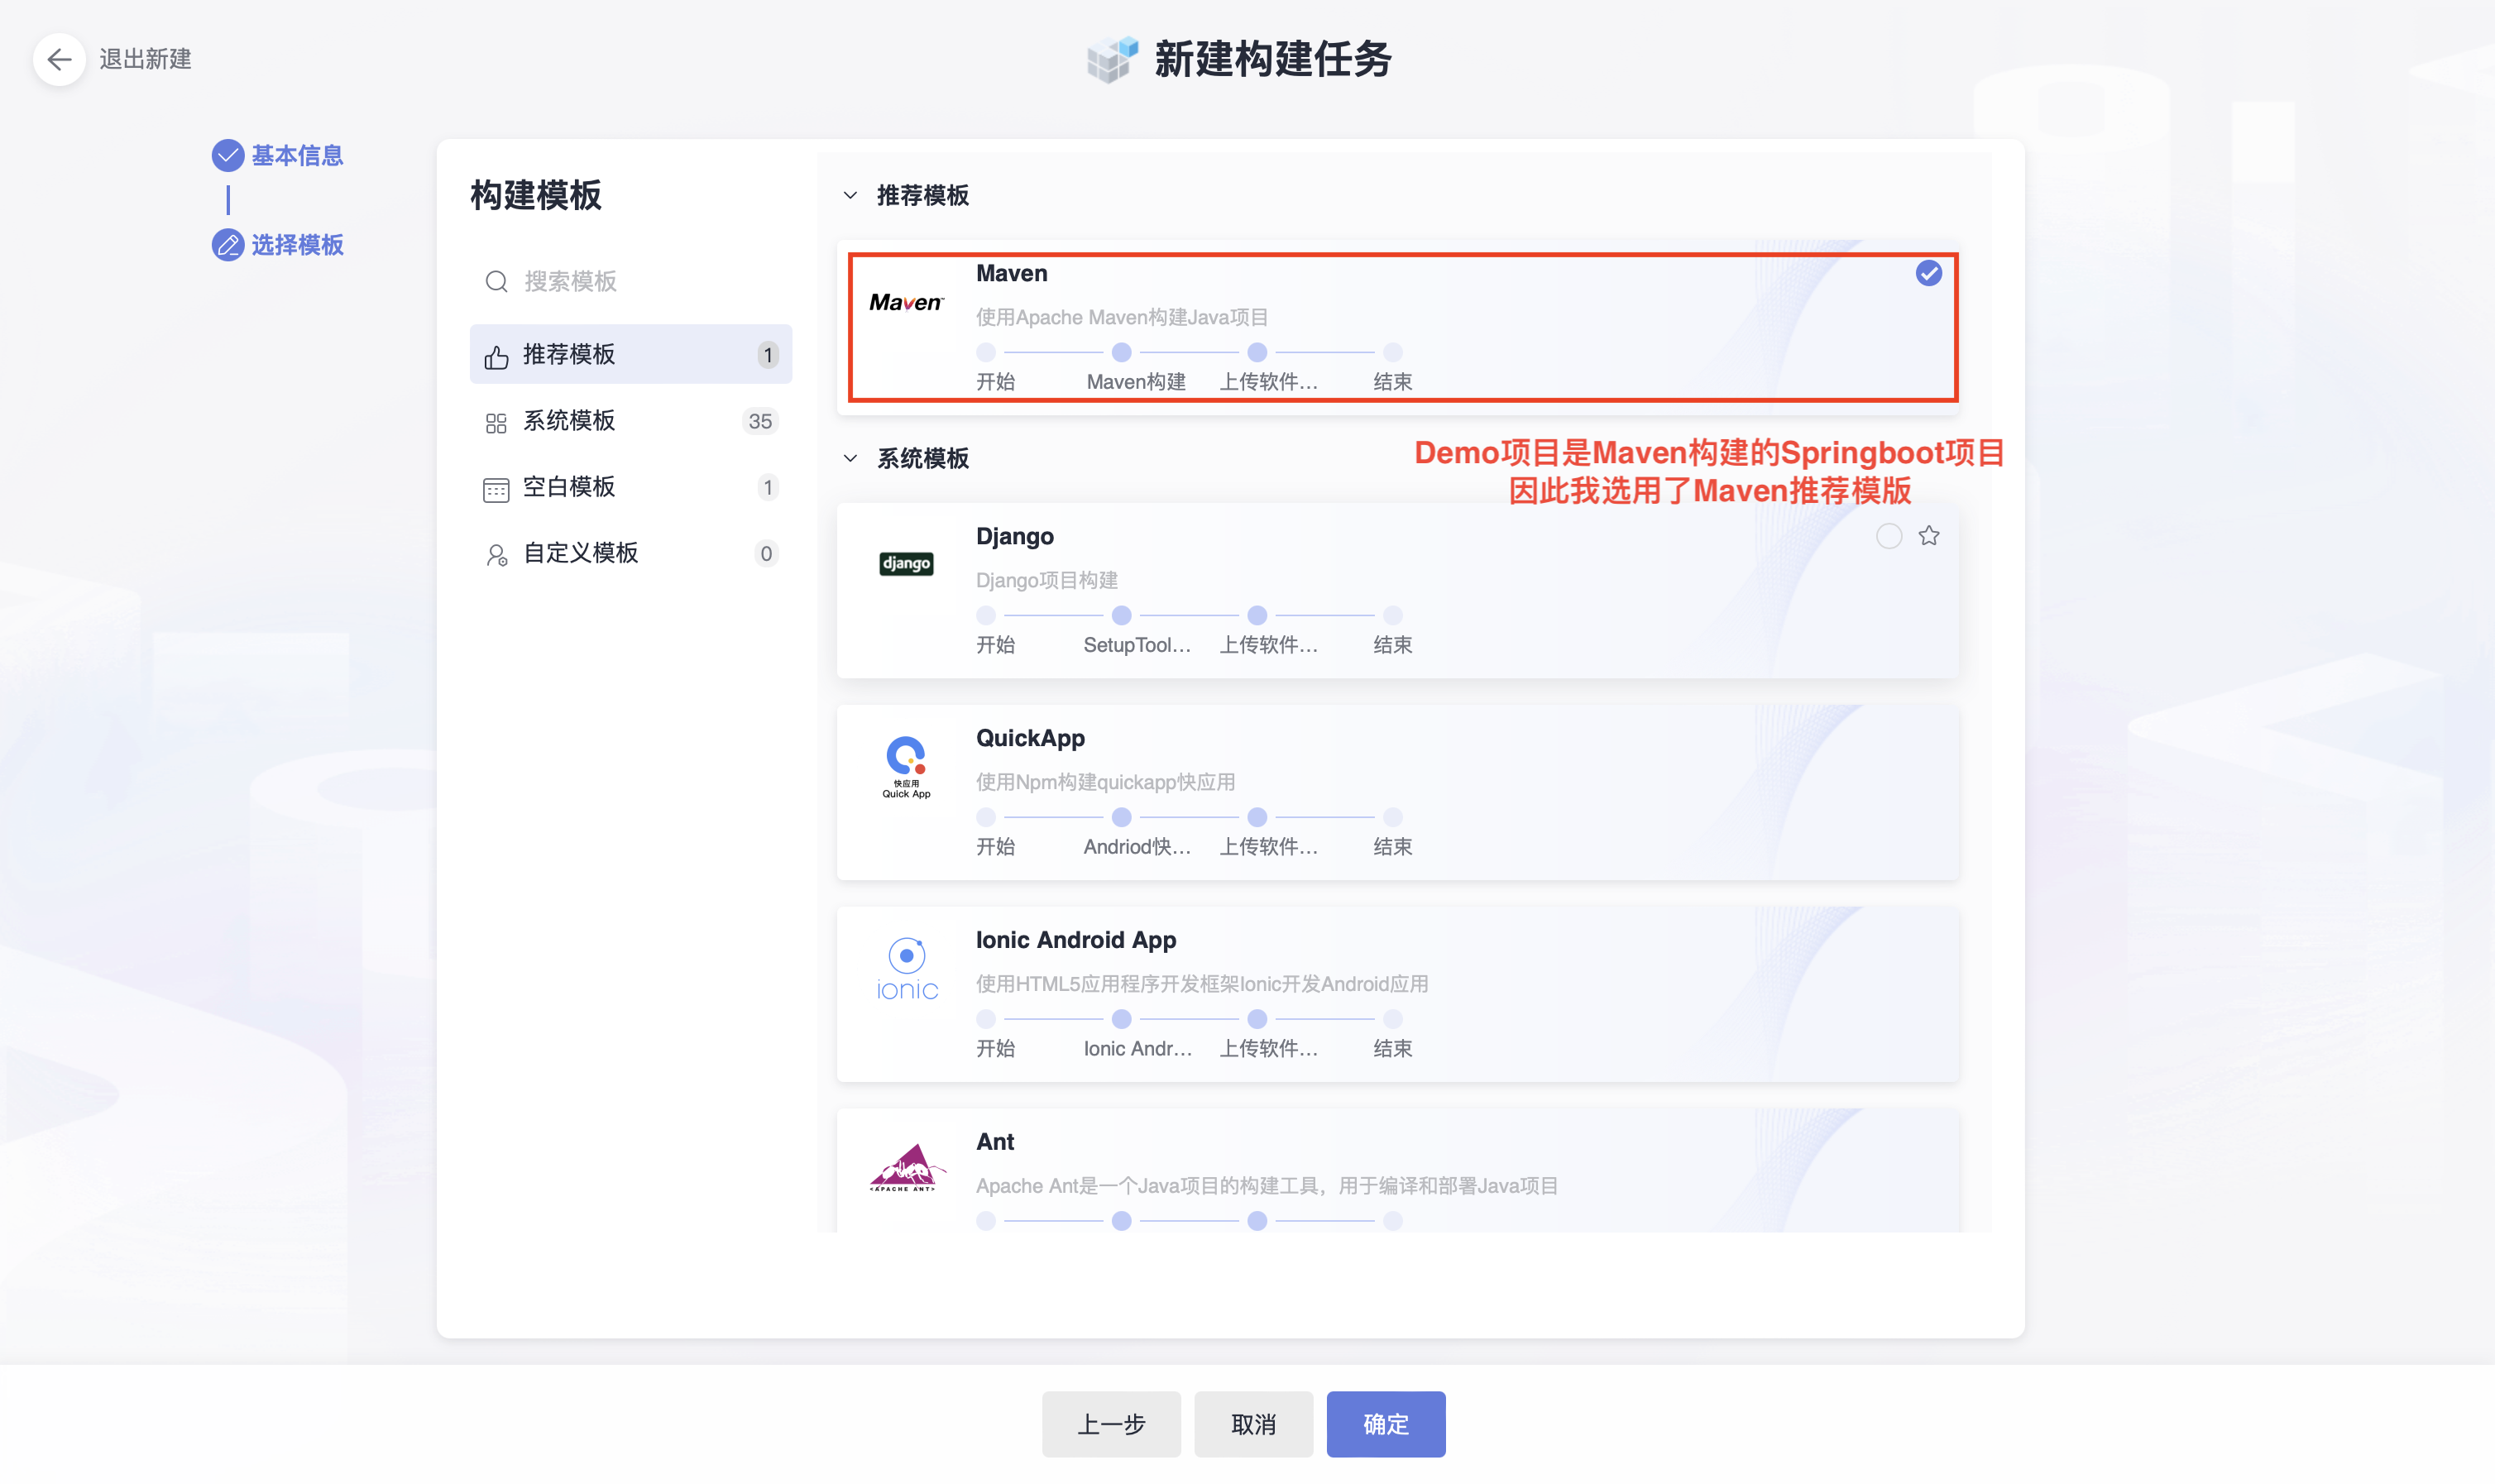 退出新建
新建构建任务
基本信息
选择模板
构建模板
搜索模板
推荐模板 1
系统模板 35
空白模板 1
自定义模板 0
推荐模板
Maven
Maven
使用Apache Maven构建Java项目
开始 Maven构建 上传软件... 结束
系统模板
Demo项目是Maven构建的Springboot项目
因此我选用了Maven推荐模版
django
Django
Django项目构建
开始 SetupTool... 上传软件... 结束
快应用
Quick App
QuickApp
使用Npm构建quickapp快应用
开始 Andriod快... 上传软件... 结束
ionic
Ionic Android App
使用HTML5应用程序开发框架Ionic开发Android应用
开始 Ionic Andr... 上传软件... 结束
<APACHE ANT>
Ant
Apache Ant是一个Java项目的构建工具，用于编译和部署Java项目
上一步 取消 确定